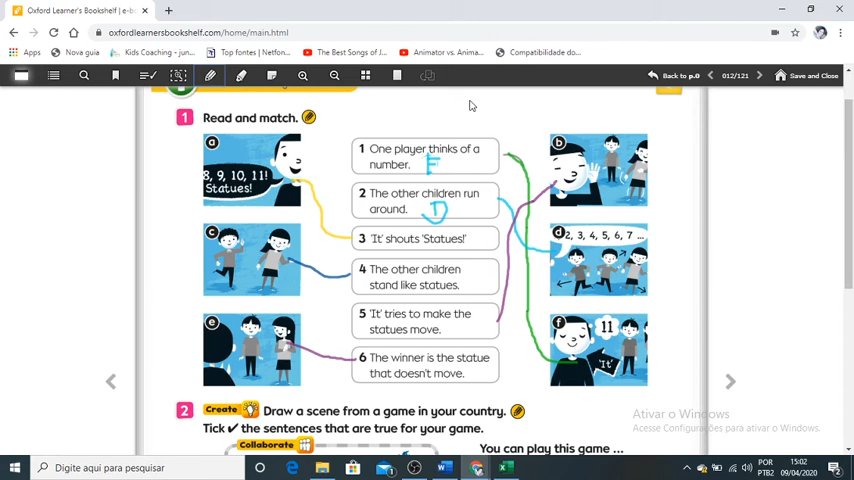 Oxford Learner's Bookshelf | e-bo
oxfordlearnersbookshelf.com/home/main.html
Apps
Nova guia
Kids Coaching - jun...
Top fontes | Netfon...
The Best Songs of J...
Animator vs. Anima...
Compatibilidade do...
Back to p.0
012/121
Save and Close
1 Read and match.
a
8, 9, 10, 11!
Statues!
1 One player thinks of a
number. F
b
2 The other children run
around. D
c
3 'It' shouts 'Statues!'
d
2, 3, 4, 5, 6, 7 ...
4 The other children
stand like statues.
e
5 'It' tries to make the
statues move.
f
11
'It'
6 The winner is the statue
that doesn't move.
2 Create Draw a scene from a game in your country.
Tick ✔ the sentences that are true for your game.
Collaborate
You can play this game ...
Ativar o Windows
Acesse Configurações para ativar o Windows.
Digite aqui para pesquisar
POR
PTB2
15:02
09/04/2020
2